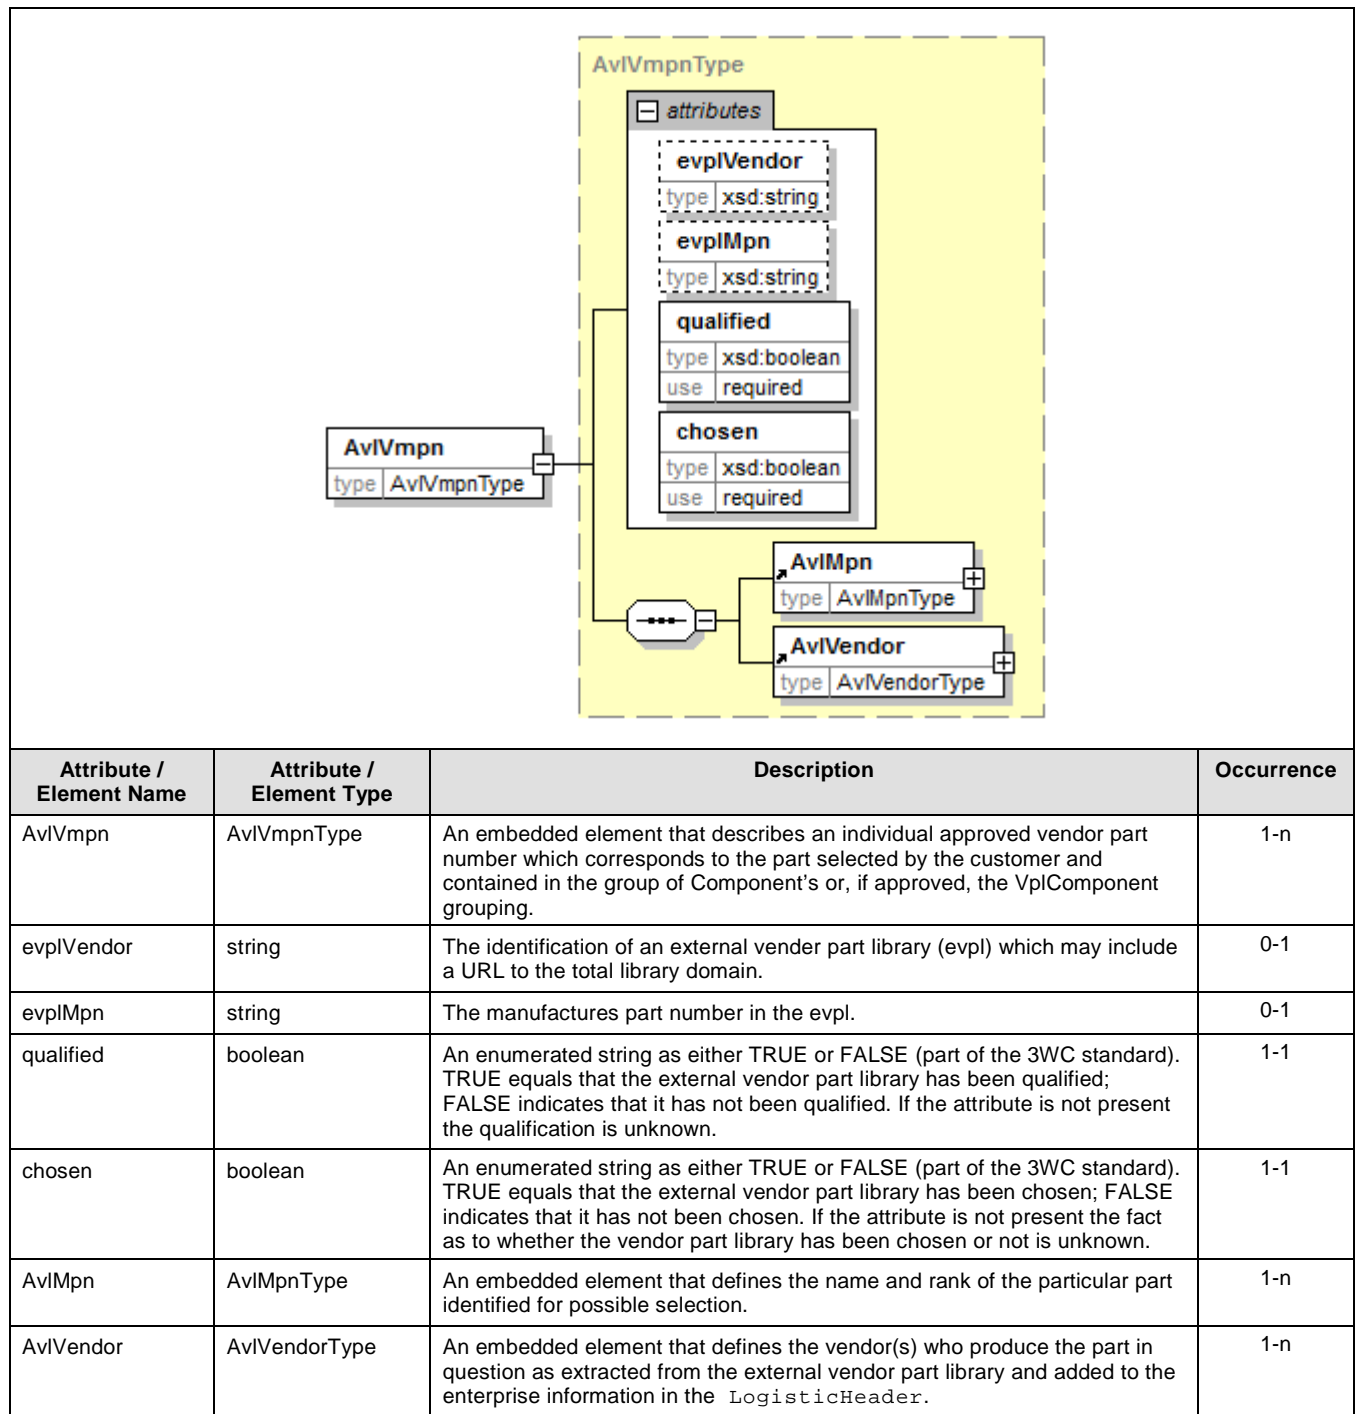 AvlVmpnType
attributes
evplVendor
type xsd:string
evplMpn
type xsd:string
qualified
type xsd:boolean
use required
chosen
type xsd:boolean
use required
AvlVmpn
type AvlVmpnType
AvlMpn
type AvlMpnType
AvlVendor
type AvlVendorType
Attribute / Element Name
Attribute / Element Type
Description
Occurrence
AvlVmpn
AvlVmpnType
An embedded element that describes an individual approved vendor part
number which corresponds to the part selected by the customer and
contained in the group of Component's or, if approved, the VplComponent
grouping.
1-n
evplVendor
string
The identification of an external vender part library (evpl) which may include
a URL to the total library domain.
0-1
evplMpn
string
The manufactures part number in the evpl.
0-1
qualified
boolean
An enumerated string as either TRUE or FALSE (part of the 3WC standard).
TRUE equals that the external vendor part library has been qualified;
FALSE indicates that it has not been qualified. If the attribute is not present
the qualification is unknown.
1-1
chosen
boolean
An enumerated string as either TRUE or FALSE (part of the 3WC standard).
TRUE equals that the external vendor part library has been chosen; FALSE
indicates that it has not been chosen. If the attribute is not present the fact
as to whether the vendor part library has been chosen or not is unknown.
1-1
AvlMpn
AvlMpnType
An embedded element that defines the name and rank of the particular part
identified for possible selection.
1-n
AvlVendor
AvlVendorType
An embedded element that defines the vendor(s) who produce the part in
question as extracted from the external vendor part library and added to the
enterprise information in the LogisticHeader.
1-n